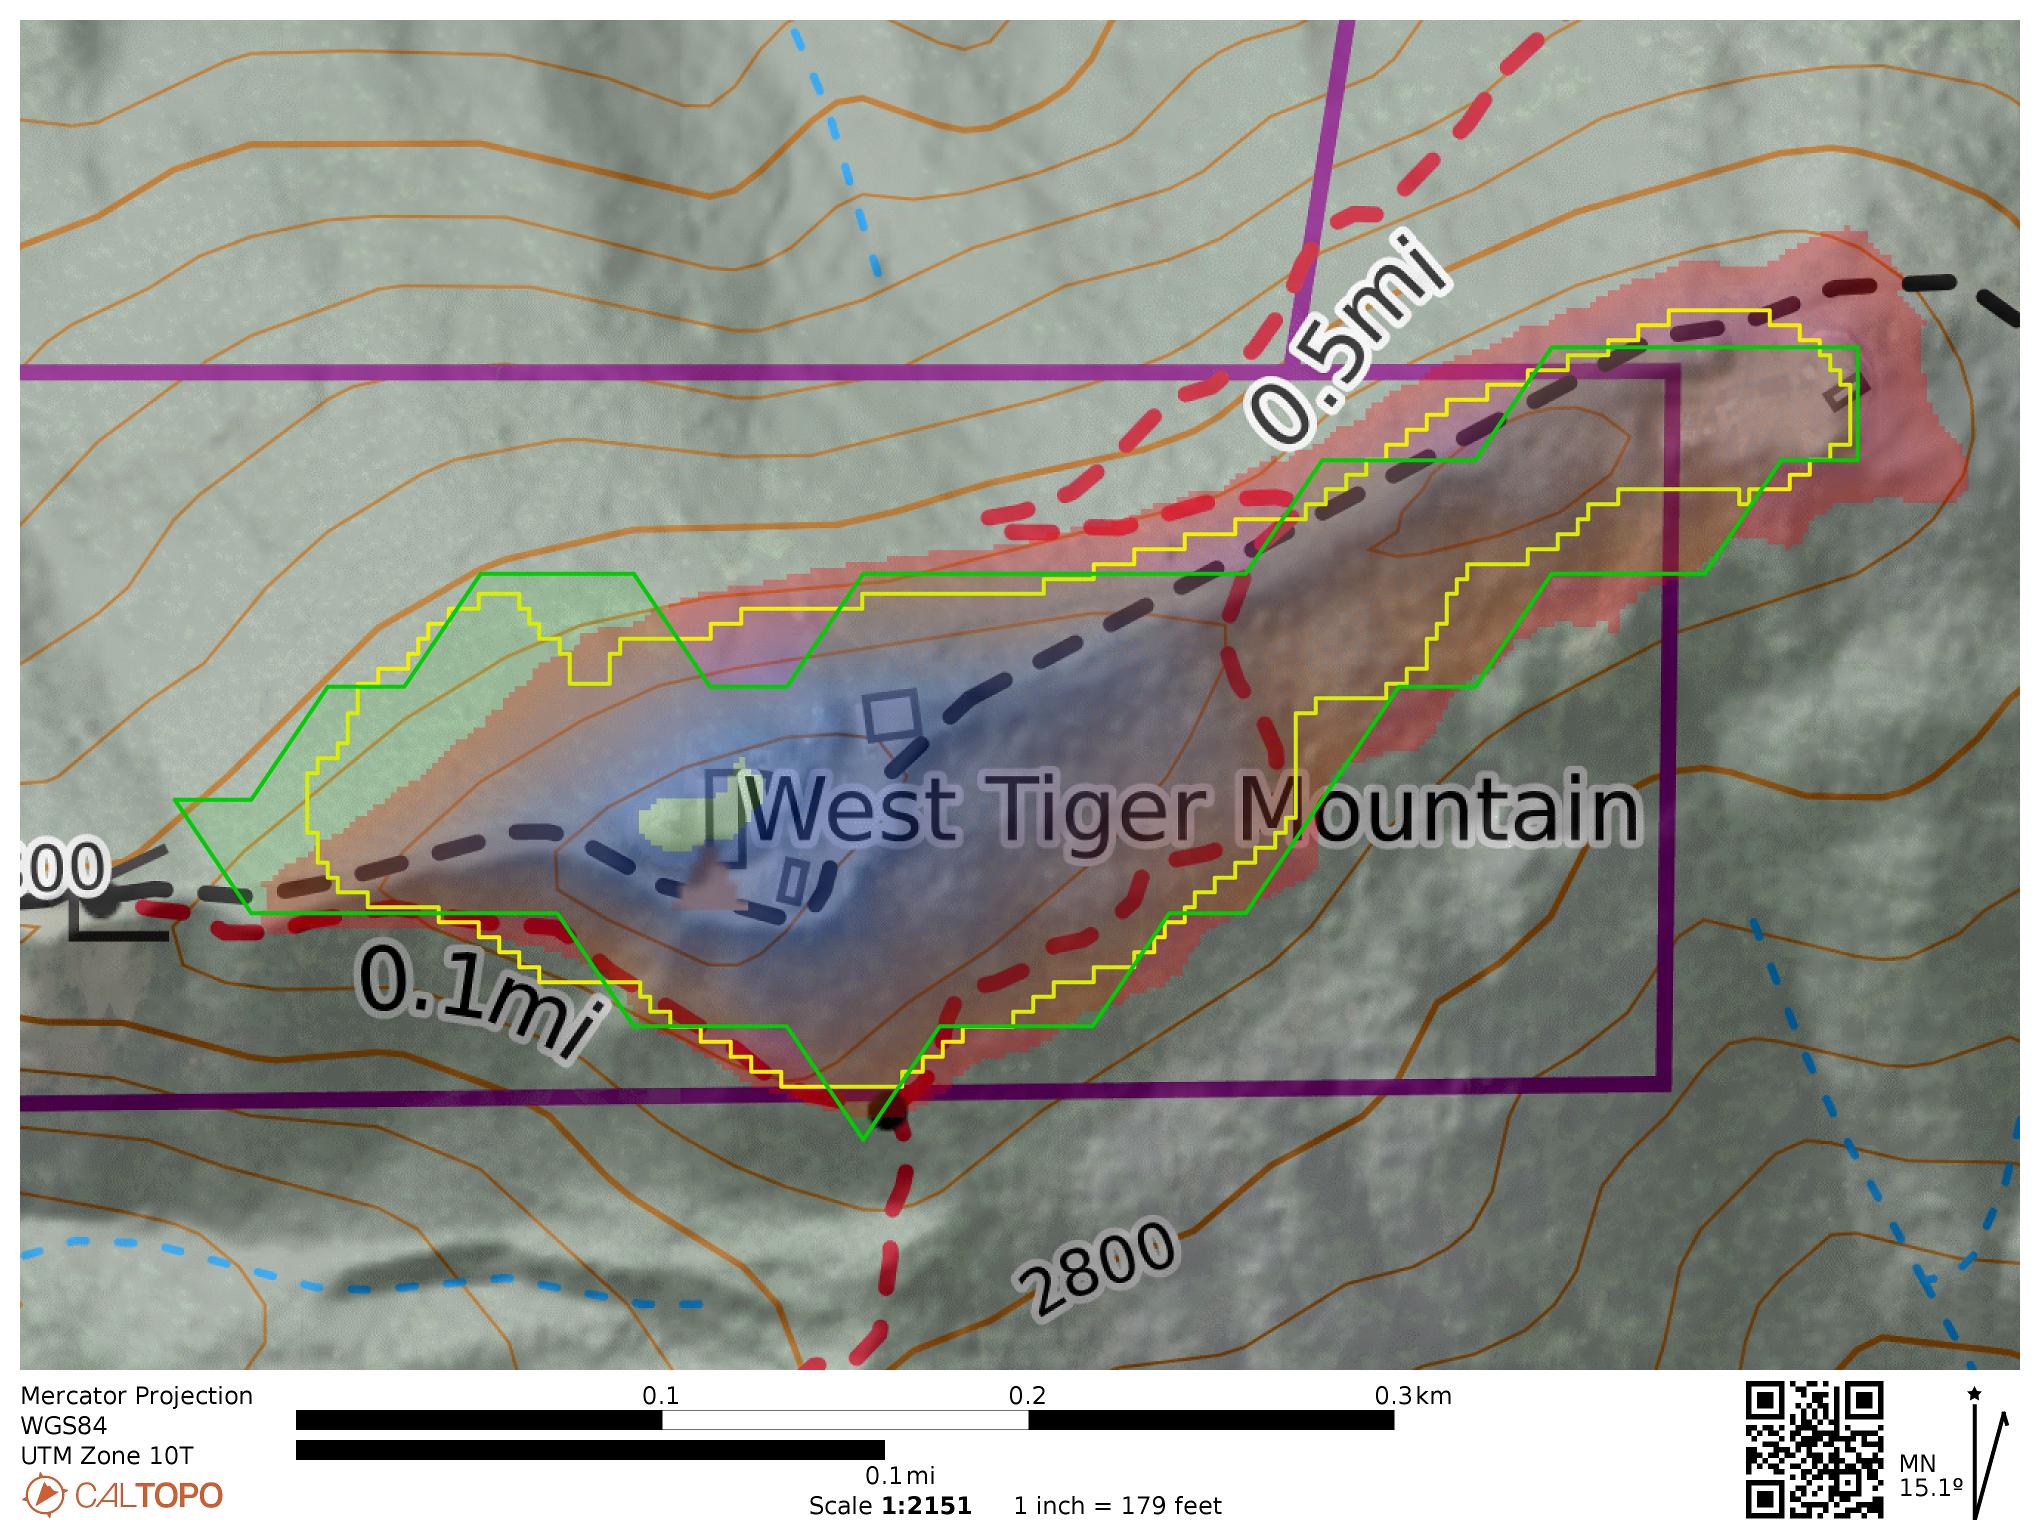 0.5mi
West Tiger Mountain
00
0.1mi
2800
Mercator Projection
WGS84
UTM Zone 10T
CALTOPO
0.1
0.2
0.3km
0.1mi
Scale 1:2151 1 inch = 179 feet
MN
15.1º